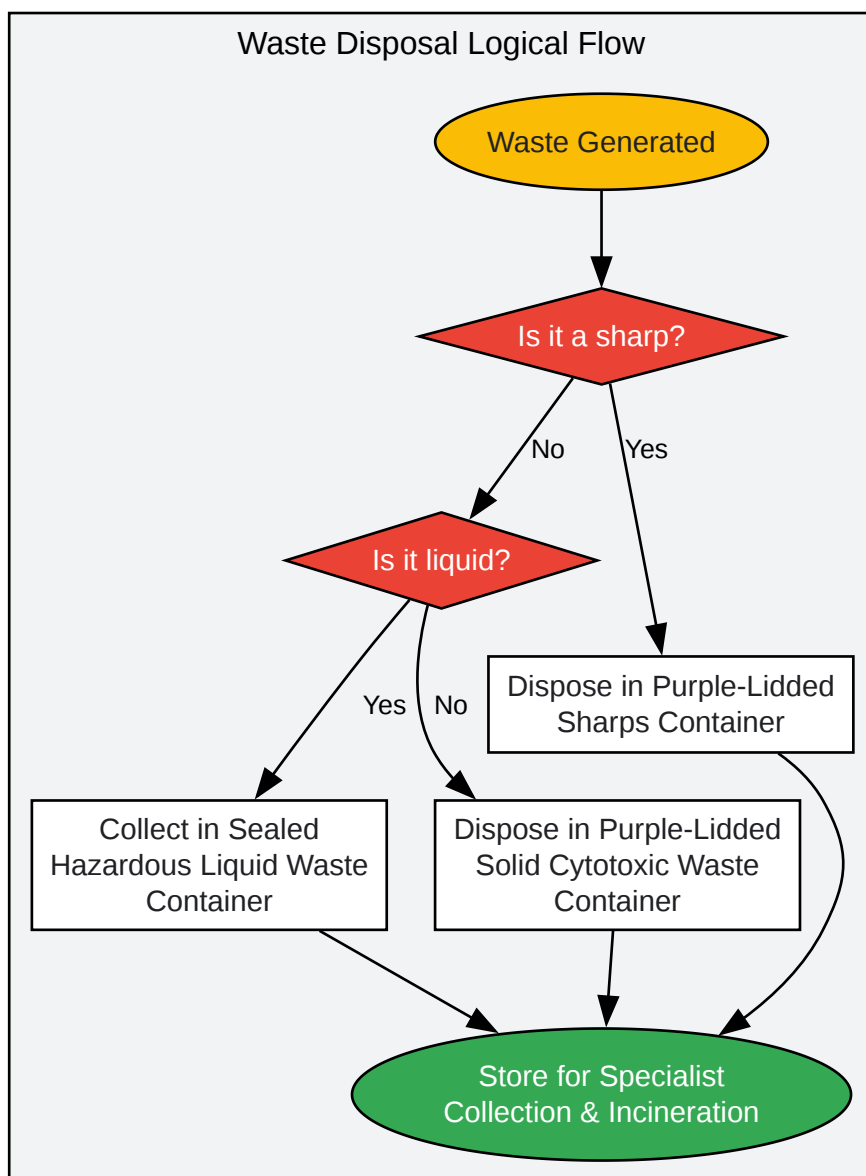 Waste Disposal Logical Flow
Waste Generated
Is it a sharp?
No
Yes
Is it liquid?
Yes
No
Dispose in Purple-Lidded
Sharps Container
Collect in Sealed
Hazardous Liquid Waste
Container
Dispose in Purple-Lidded
Solid Cytotoxic Waste
Container
Store for Specialist
Collection & Incineration